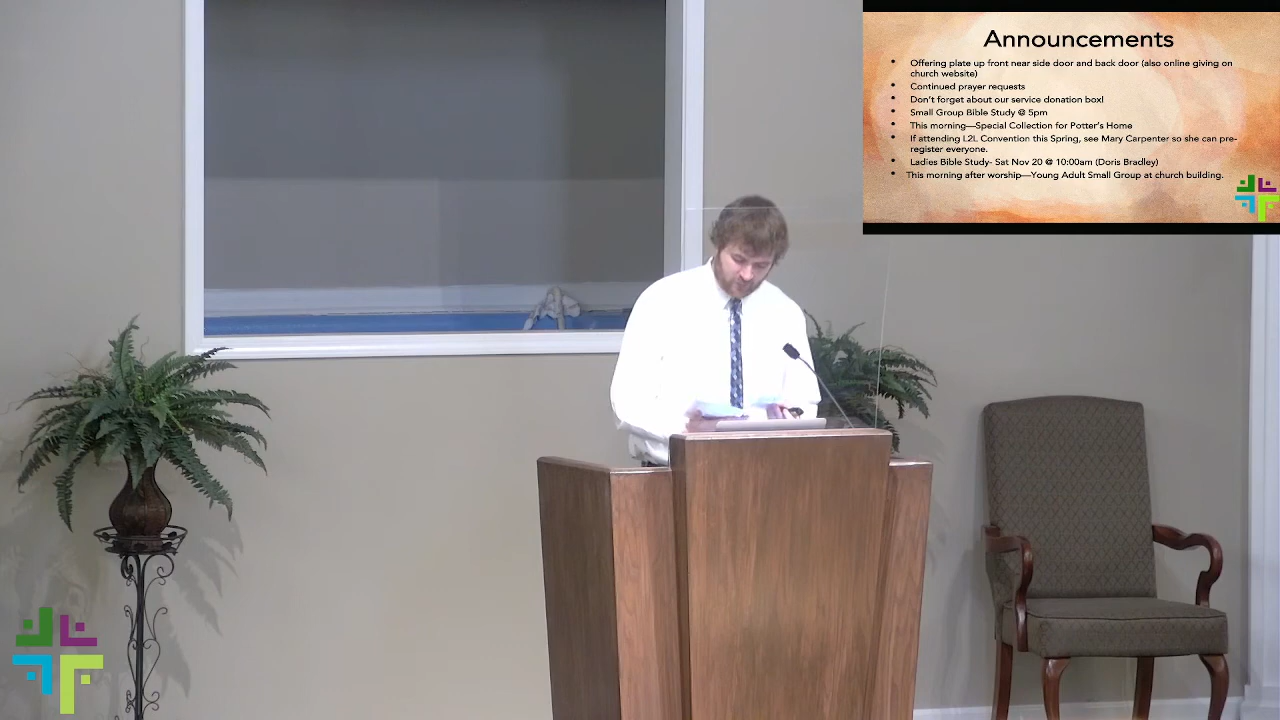 Announcements
Offering plate up front near side door and back door (also online giving on
church website)
Continued prayer requests
Don't forget about our service donation box!
Small Group Bible Study @ 5pm
This morning—Special Collection for Potter's Home
If attending L2L Convention this Spring, see Mary Carpenter so she can pre-
register everyone.
Ladies Bible Study- Sat Nov 20 @ 10:00am (Doris Bradley)
This morning after worship—Young Adult Small Group at church building.